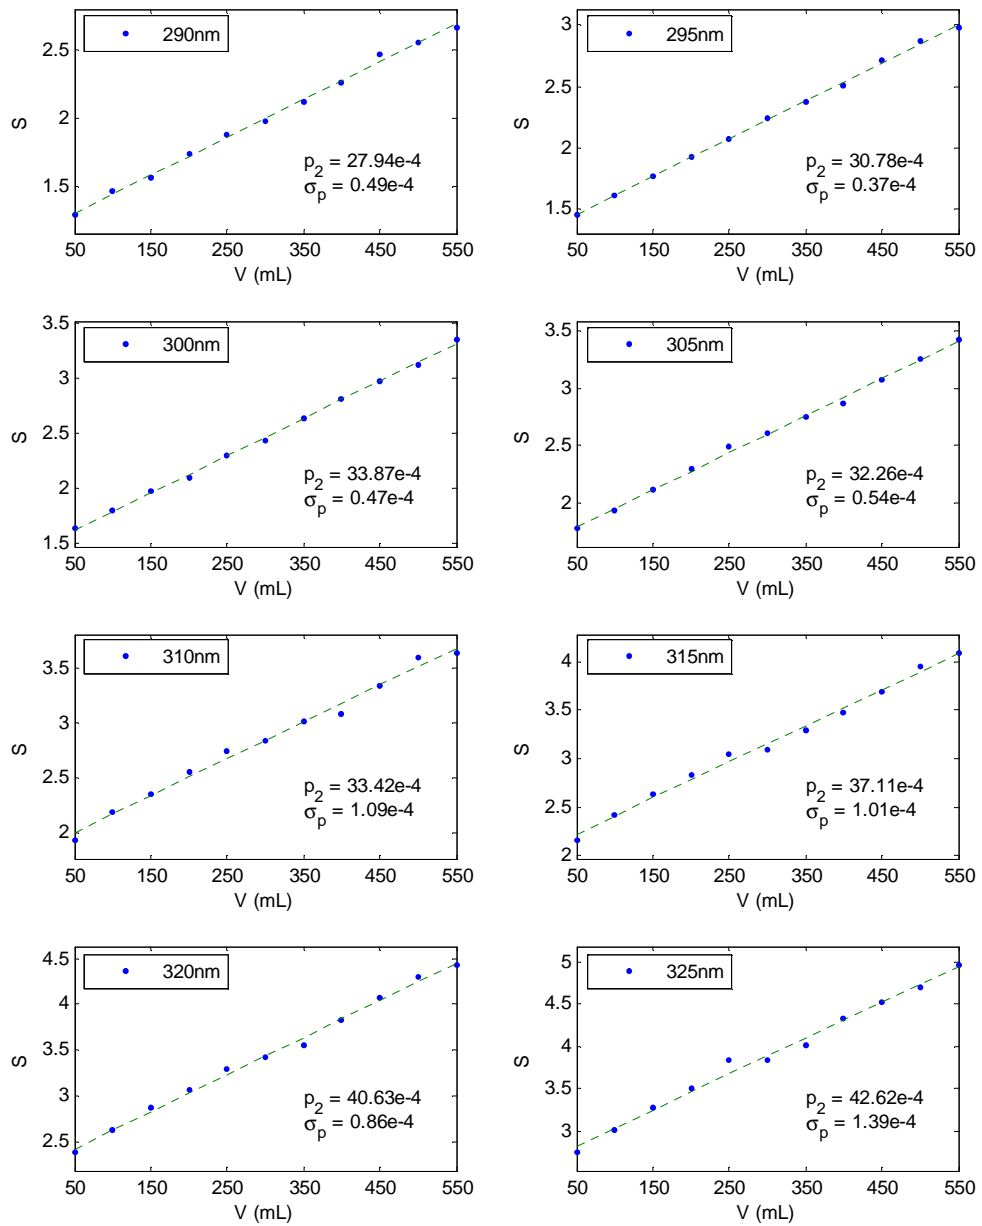 290nm
2.5
2
1.5
S
p2 = 27.94e-4
σp = 0.49e-4
50 150 250 350 450 550
V (mL)
295nm
3
2.5
2
1.5
S
p2 = 30.78e-4
σp = 0.37e-4
50 150 250 350 450 550
V (mL)
300nm
3.5
3
2.5
2
1.5
S
p2 = 33.87e-4
σp = 0.47e-4
50 150 250 350 450 550
V (mL)
305nm
3.5
3
2.5
2
S
p2 = 32.26e-4
σp = 0.54e-4
50 150 250 350 450 550
V (mL)
310nm
3.5
3
2.5
2
S
p2 = 33.42e-4
σp = 1.09e-4
50 150 250 350 450 550
V (mL)
315nm
4
3.5
3
2.5
2
S
p2 = 37.11e-4
σp = 1.01e-4
50 150 250 350 450 550
V (mL)
320nm
4.5
4
3.5
3
2.5
S
p2 = 40.63e-4
σp = 0.86e-4
50 150 250 350 450 550
V (mL)
325nm
5
4.5
4
3.5
3
S
p2 = 42.62e-4
σp = 1.39e-4
50 150 250 350 450 550
V (mL)